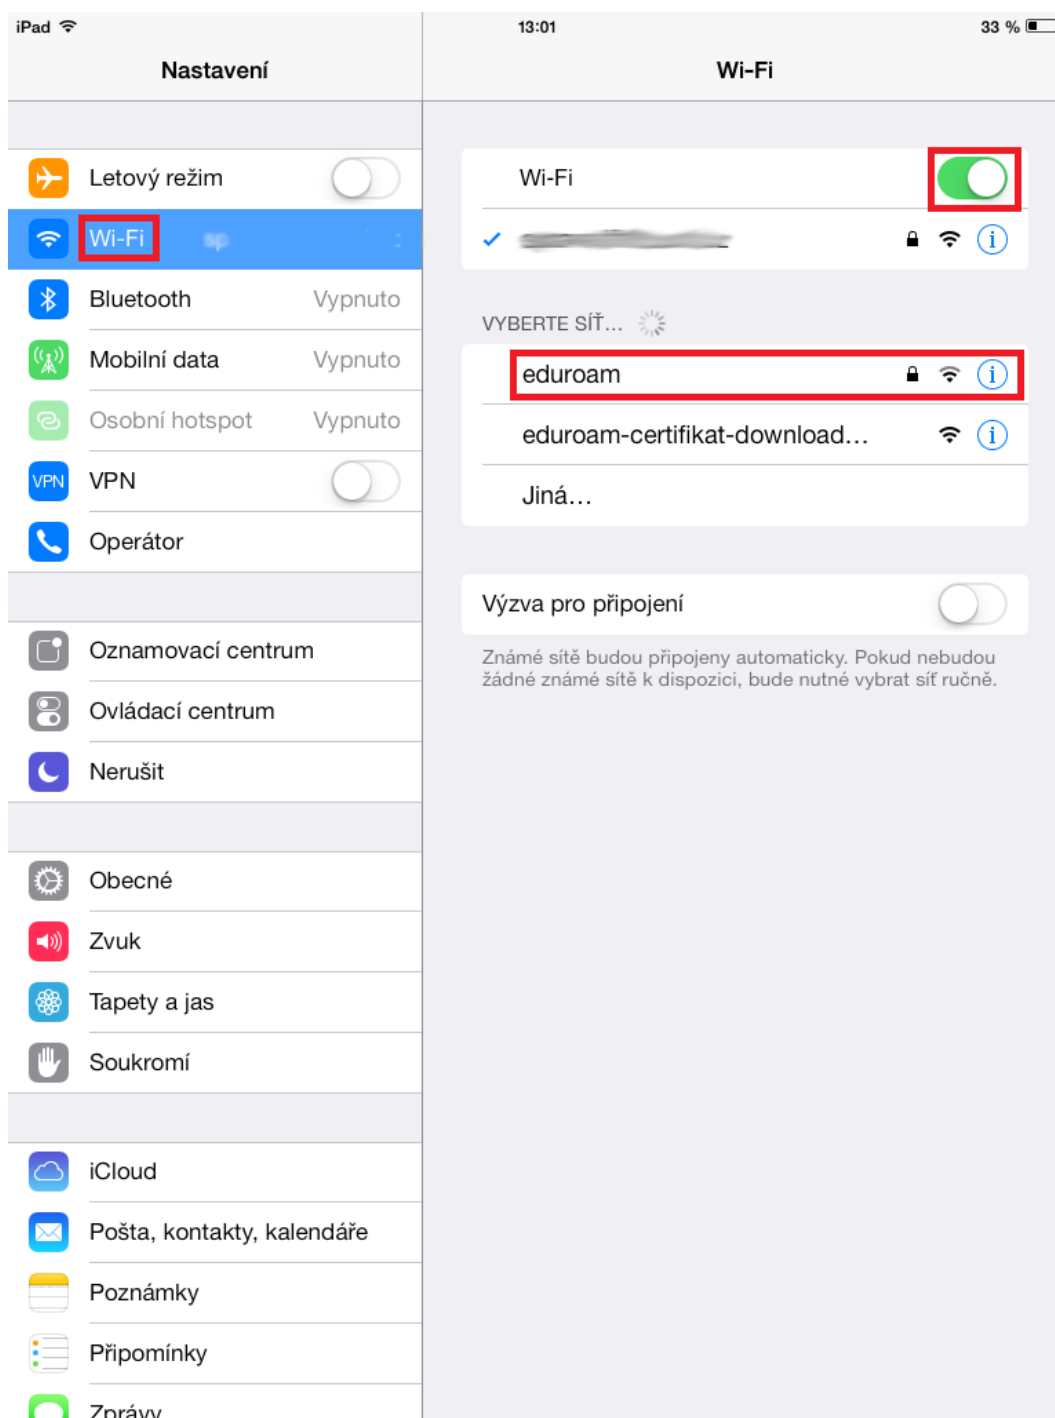 iPad 13:01 33 %
Nastavení
Wi-Fi
Letový režim
Wi-Fi
Bluetooth Vypnuto
Mobilní data Vypnuto
Osobní hotspot Vypnuto
VPN VPN
Operátor
Oznamovací centrum
Ovládací centrum
Nerušit
Obecné
Zvuk
Tapety a jas
Soukromí
iCloud
Pošta, kontakty, kalendáře
Poznámky
Připomínky
Zprávy
Wi-Fi
VYBERTE SÍŤ...
eduroam
eduroam-certifikat-download...
Jiná...
Výzva pro připojení
Známé sítě budou připojeny automaticky. Pokud nebudou
žádné známé sítě k dispozici, bude nutné vybrat síť ručně.